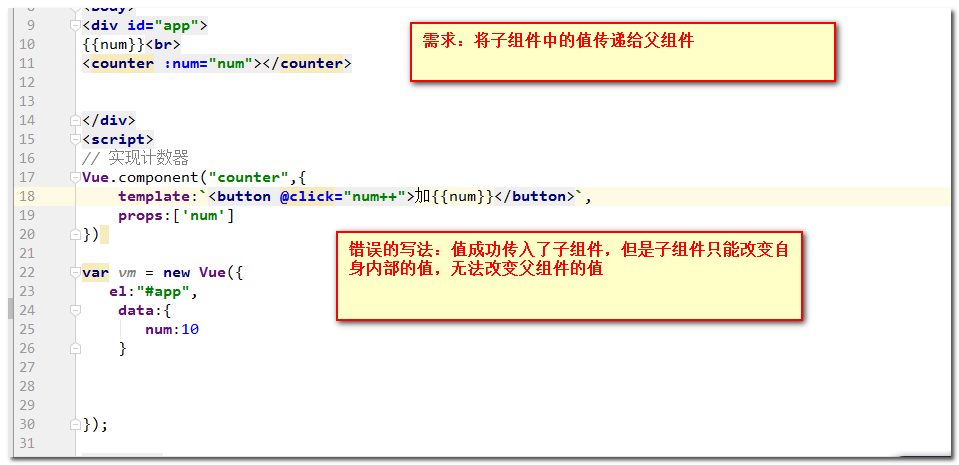 8 <body>
9 <div id="app">
需求：将子组件中的值传递给父组件
10 {{num}}<br>
11 <counter :num="num"></counter>
12
13
14 </div>
15 <script>
16 // 实现计数器
17 Vue.component("counter",{
18 template:`<button @click="num++">加{{num}}</button>`,
19 props:['num']
20 })
错误的写法：值成功传入了子组件，但是子组件只能改变自
身内部的值，无法改变父组件的值
21
22 var vm = new Vue({
23 el:"#app",
24 data:{
25 num:10
26 }
27
28
29
30 });
31